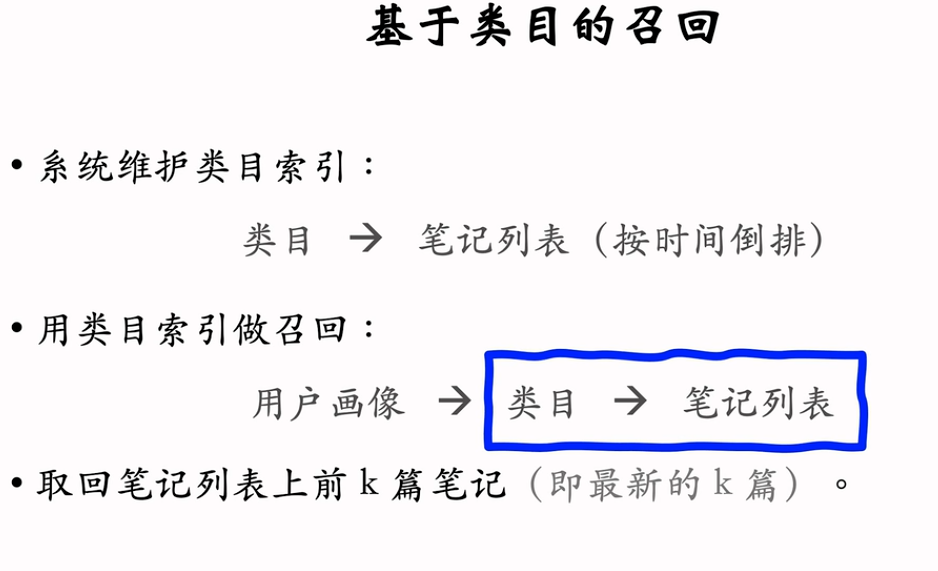 基于类目的召回
• 系统维护类目索引：
类目 → 笔记列表（按时间倒排）
• 用类目索引做召回：
用户画像 → 类目 → 笔记列表
• 取回笔记列表上前 k 篇笔记（即最新的 k 篇）。